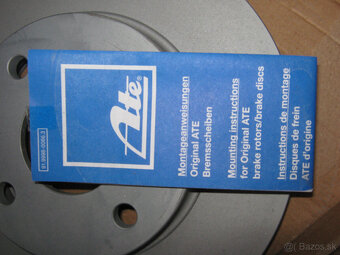 Ate®
Montageanweisungen
Original ATE
Bremsscheiben
Mounting instructions
for Original ATE
brake rotors/brake discs
Instructions de montage
Disques de frein
ATE d'origine
Bazos.sk